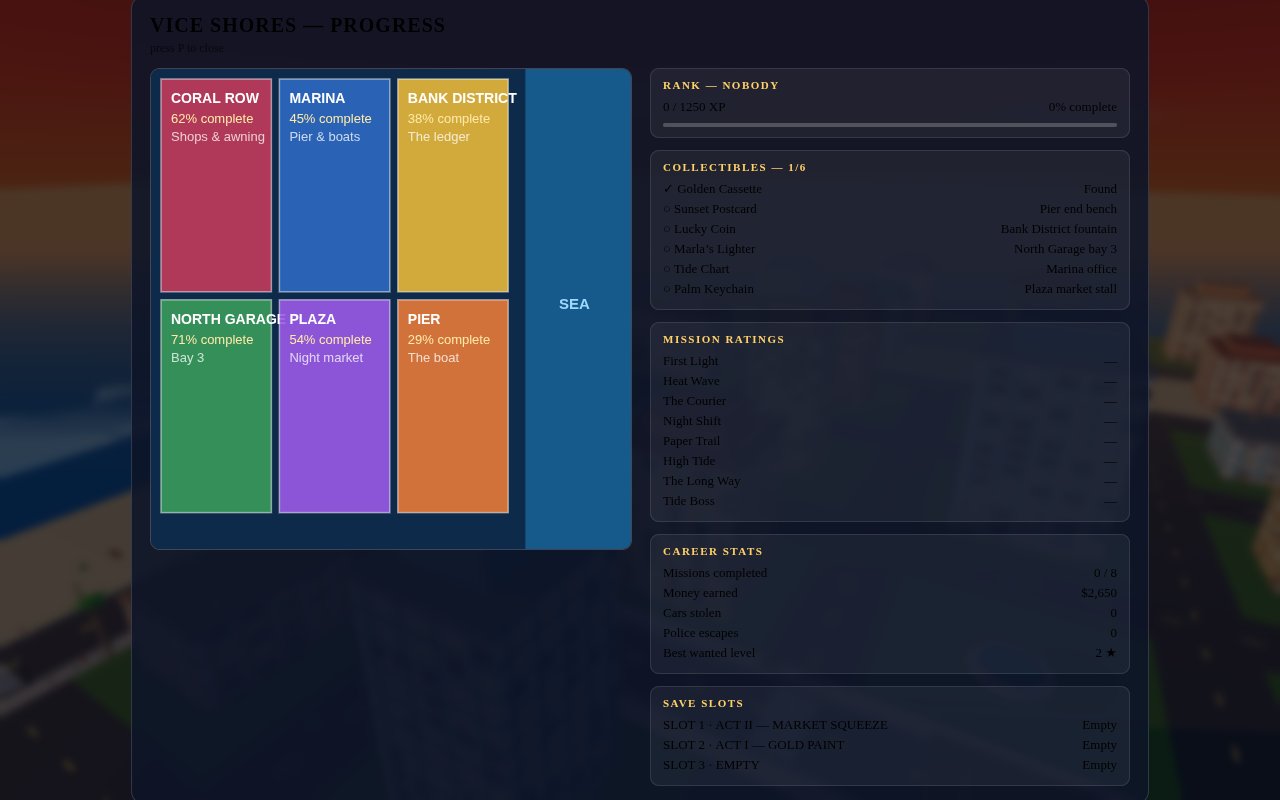 VICE SHORES — PROGRESS
press P to close
CORAL ROW
62% complete
Shops & awning
MARINA
45% complete
Pier & boats
BANK DISTRICT
38% complete
The ledger
NORTH GARAGE
71% complete
Bay 3
PLAZA
54% complete
Night market
PIER
29% complete
The boat
SEA
RANK — NOBODY
0 / 1250 XP 0% complete
COLLECTIBLES — 1/6
✓ Golden Cassette Found
○ Sunset Postcard Pier end bench
○ Lucky Coin Bank District fountain
○ Marla's Lighter North Garage bay 3
○ Tide Chart Marina office
○ Palm Keychain Plaza market stall
MISSION RATINGS
First Light —
Heat Wave —
The Courier —
Night Shift —
Paper Trail —
High Tide —
The Long Way —
Tide Boss —
CAREER STATS
Missions completed 0 / 8
Money earned $2,650
Cars stolen 0
Police escapes 0
Best wanted level 2 ★
SAVE SLOTS
SLOT 1 · ACT II — MARKET SQUEEZE Empty
SLOT 2 · ACT I — GOLD PAINT Empty
SLOT 3 · EMPTY Empty